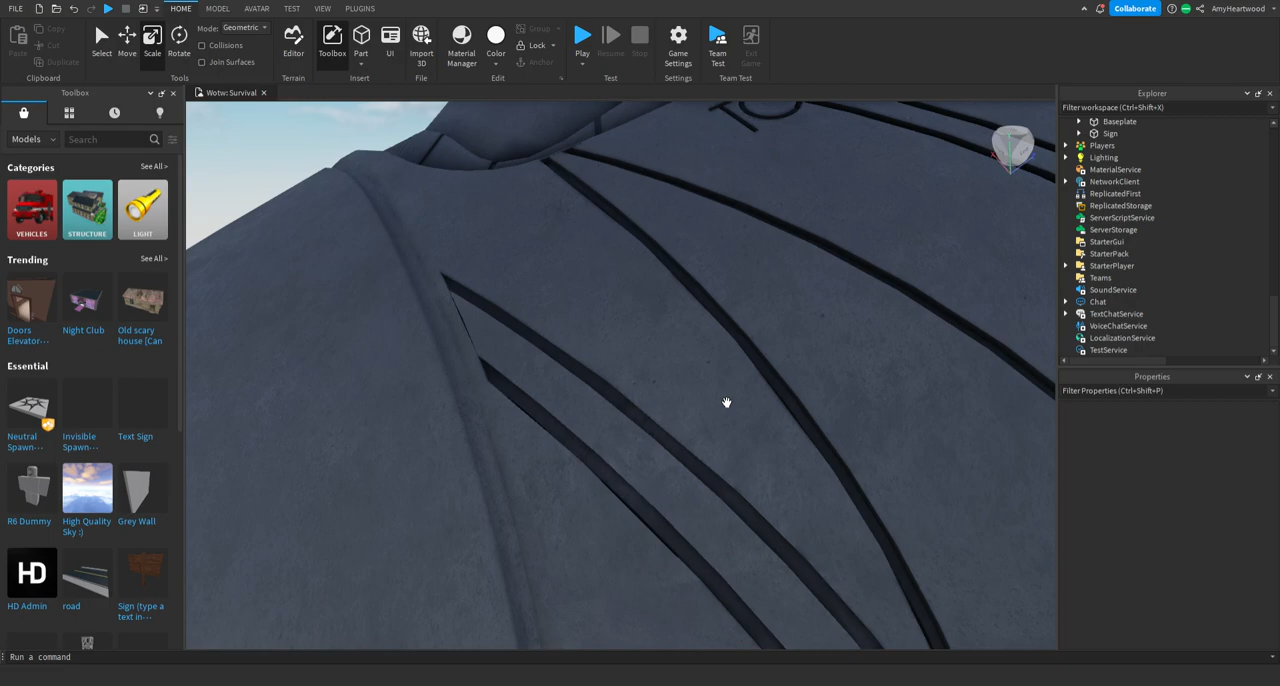 FILE HOME MODEL AVATAR TEST VIEW PLUGINS Collaborate AmyHeartwood
Paste Copy Cut Duplicate
Clipboard
Select Move Scale Rotate
Mode: Geometric
Collisions
Join Surfaces
Tools
Editor
Terrain
Toolbox Part UI
Insert
Import 3D
File
Material Manager Color
Group
Lock
Anchor
Edit
Play Resume Stop
Test
Game Settings
Settings
Team Test Exit Game
Team Test
Toolbox
Wotw: Survival
Models Search
Categories See All >
VEHICLES STRUCTURE LIGHT
Trending See All >
Doors Elevator··· Night Club Old scary house [Can
Essential See All >
Neutral Spawn··· Invisible Spawn··· Text Sign
R6 Dummy High Quality Sky :) Grey Wall
HD
HD Admin road Sign (type a text in···
Explorer
Filter workspace (Ctrl+Shift+X)
Baseplate
Sign
Players
Lighting
MaterialService
NetworkClient
ReplicatedFirst
ReplicatedStorage
ServerScriptService
ServerStorage
StarterGui
StarterPack
StarterPlayer
Teams
SoundService
Chat
TextChatService
VoiceChatService
LocalizationService
TestService
Properties
Filter Properties (Ctrl+Shift+P)
Run a command